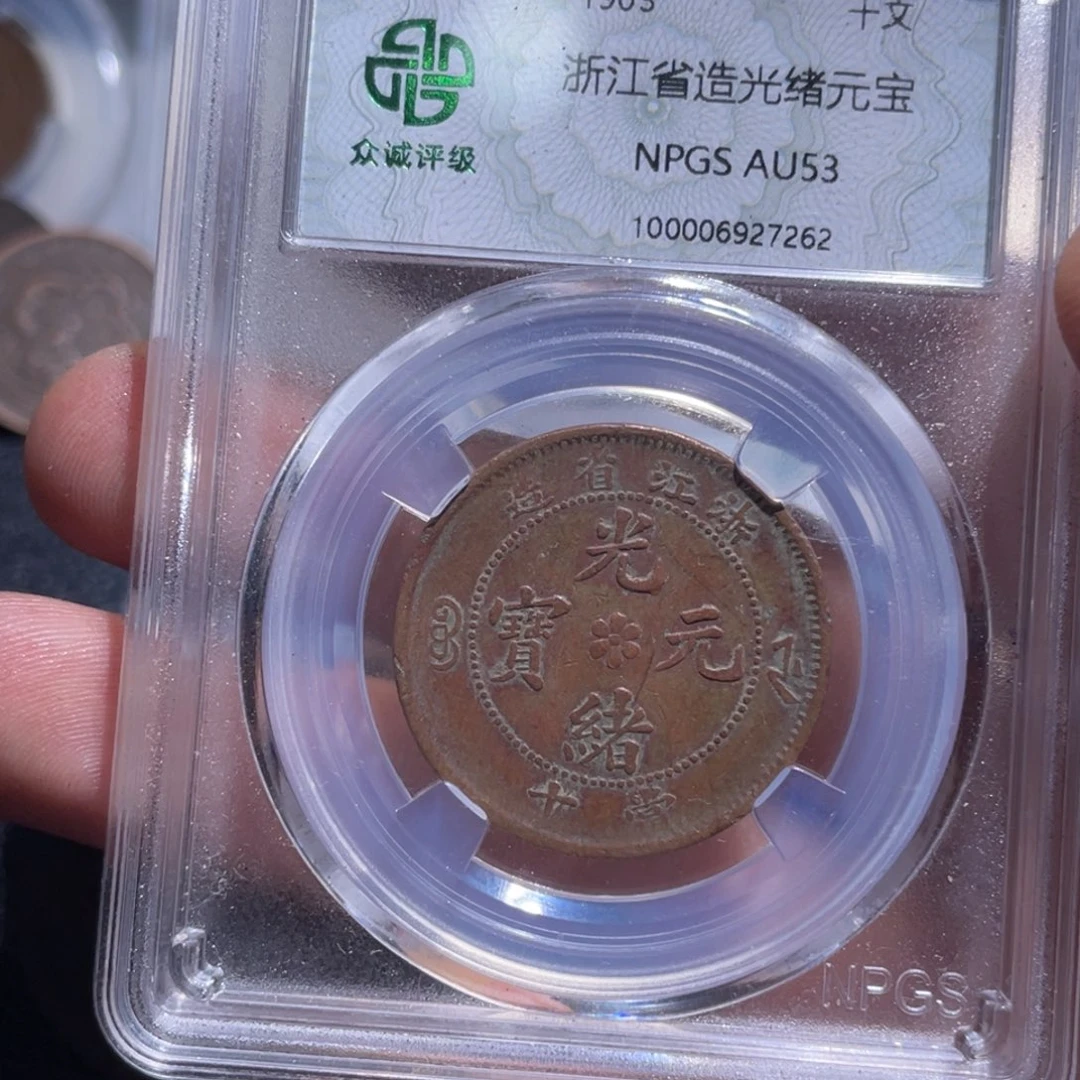 1903
十文
众诚评级
浙江省造光绪元宝
NPGS AU53
100006927262
浙江省造
光緒元寶
當十
NPGS